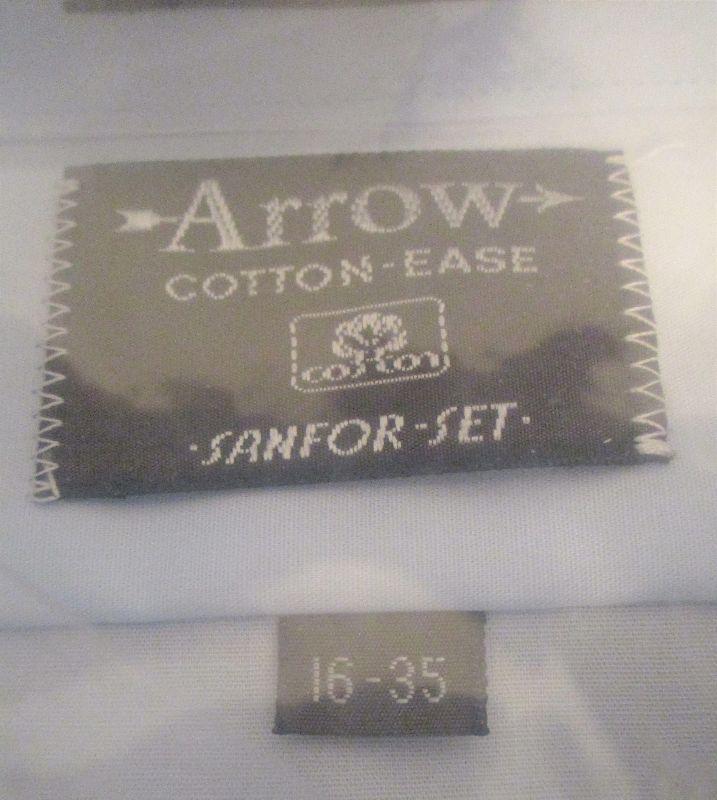 Arrow
COTTON-EASE
cotton
·SANFOR-SET·
16-35